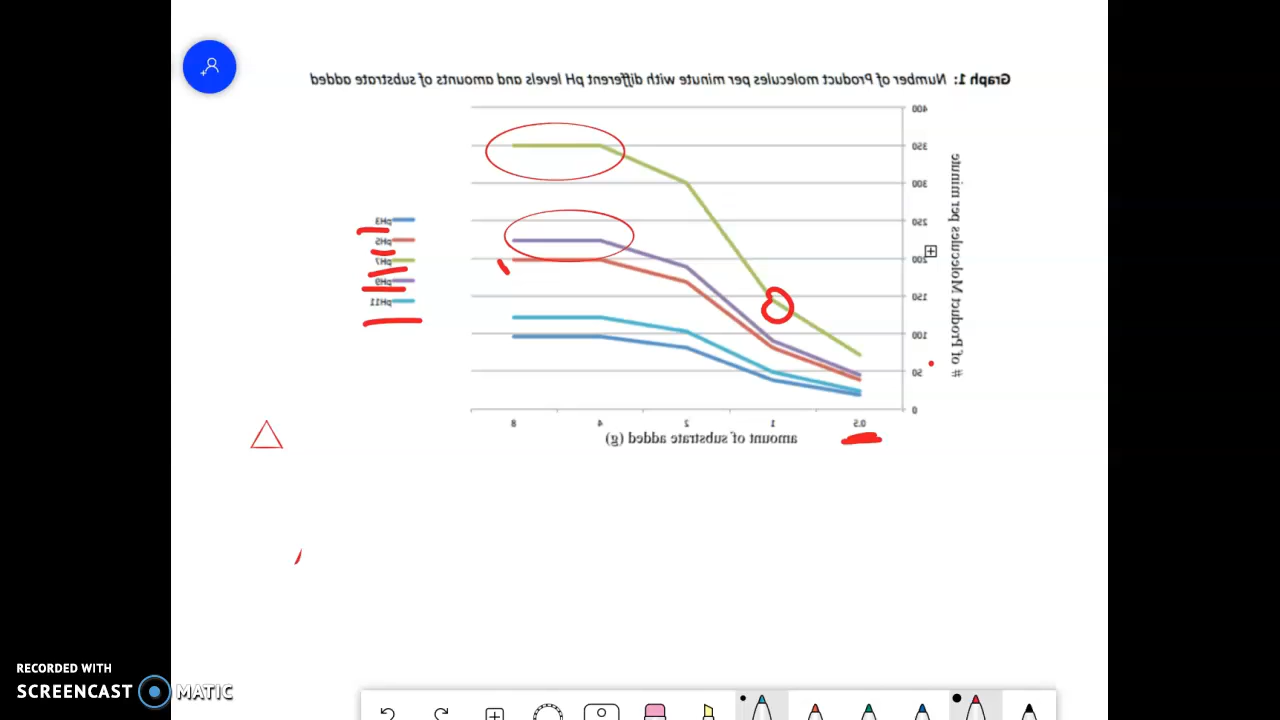 Graph 1: Number of Product molecules per minute with different pH levels and amounts of substrate added
400
350
300
250
200
150
100
50
0
# of Product Molecules per minute
pH3
pH5
pH7
pH9
pH11
0.5
1
2
4
8
amount of substrate added (g)
RECORDED WITH
SCREENCAST MATIC